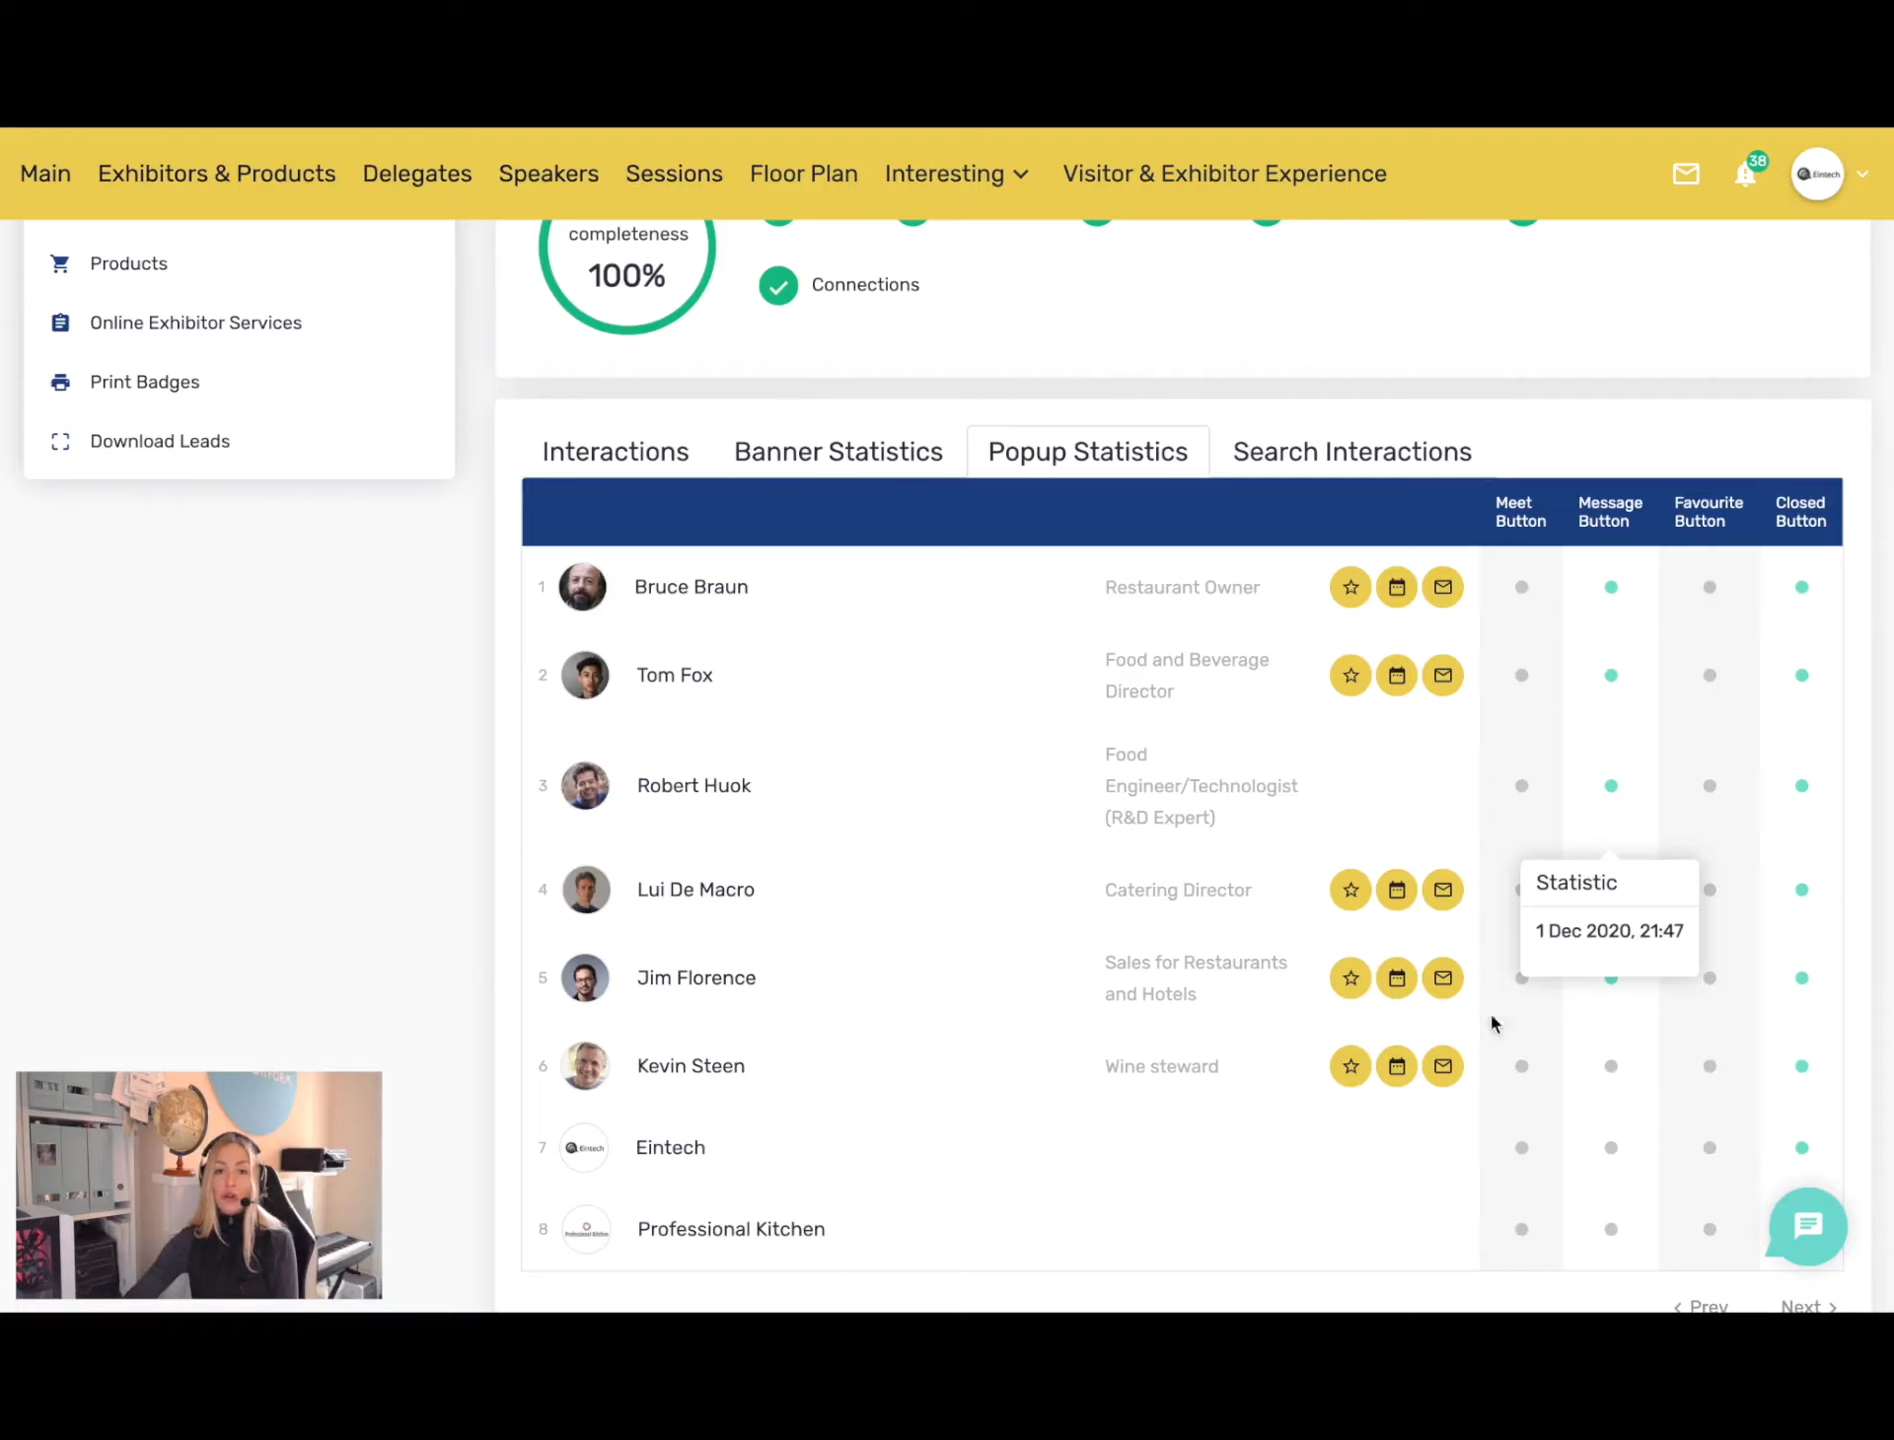 Main Exhibitors & Products Delegates Speakers Sessions Floor Plan Interesting Visitor & Exhibitor Experience 38 Eintech
completeness
100%
Connections
Products
Online Exhibitor Services
Print Badges
Download Leads
Interactions Banner Statistics Popup Statistics Search Interactions
Meet Message Favourite Closed
Button Button Button Button
1 Bruce Braun Restaurant Owner
2 Tom Fox Food and Beverage
Director
3 Robert Huok Food
Engineer/Technologist
(R&D Expert)
4 Lui De Macro Catering Director
Statistic
1 Dec 2020, 21:47
5 Jim Florence Sales for Restaurants
and Hotels
6 Kevin Steen Wine steward
7 Eintech Eintech
8 Professional Kitchen Professional Kitchen
< Prev Next >